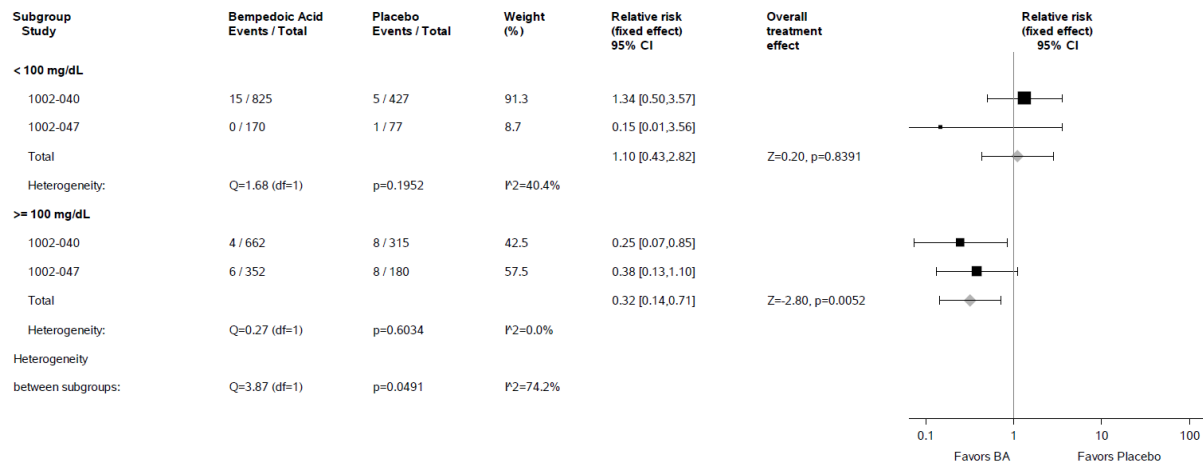 Subgroup Bempedoic Acid Placebo Weight Relative risk Overall Relative risk
Study Events / Total Events / Total (%) (fixed effect) treatment (fixed effect)
95% CI effect 95% CI
< 100 mg/dL
1002-040 15 / 825 5 / 427 91.3 1.34 [0.50,3.57]
1002-047 0 / 170 1 / 77 8.7 0.15 [0.01,3.56]
Total 1.10 [0.43,2.82] Z=0.20, p=0.8391
Heterogeneity: Q=1.68 (df=1) p=0.1952 I^2=40.4%
>= 100 mg/dL
1002-040 4 / 662 8 / 315 42.5 0.25 [0.07,0.85]
1002-047 6 / 352 8 / 180 57.5 0.38 [0.13,1.10]
Total 0.32 [0.14,0.71] Z=-2.80, p=0.0052
Heterogeneity: Q=0.27 (df=1) p=0.6034 I^2=0.0%
Heterogeneity
between subgroups: Q=3.87 (df=1) p=0.0491 I^2=74.2%
0.1 1 10 100
Favors BA Favors Placebo